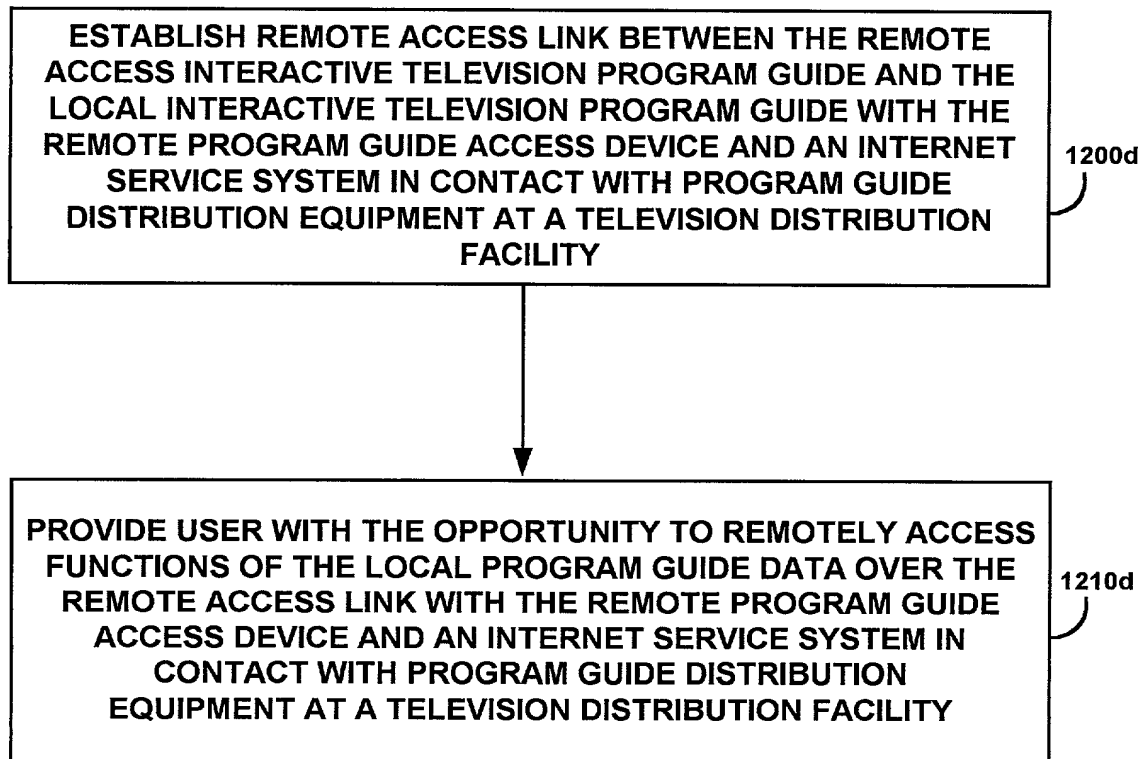 ESTABLISH REMOTE ACCESS LINK BETWEEN THE REMOTE
ACCESS INTERACTIVE TELEVISION PROGRAM GUIDE AND THE
LOCAL INTERACTIVE TELEVISION PROGRAM GUIDE WITH THE
REMOTE PROGRAM GUIDE ACCESS DEVICE AND AN INTERNET
SERVICE SYSTEM IN CONTACT WITH PROGRAM GUIDE
DISTRIBUTION EQUIPMENT AT A TELEVISION DISTRIBUTION
FACILITY
1200d
PROVIDE USER WITH THE OPPORTUNITY TO REMOTELY ACCESS
FUNCTIONS OF THE LOCAL PROGRAM GUIDE DATA OVER THE
REMOTE ACCESS LINK WITH THE REMOTE PROGRAM GUIDE
ACCESS DEVICE AND AN INTERNET SERVICE SYSTEM IN
CONTACT WITH PROGRAM GUIDE DISTRIBUTION
EQUIPMENT AT A TELEVISION DISTRIBUTION FACILITY
1210d